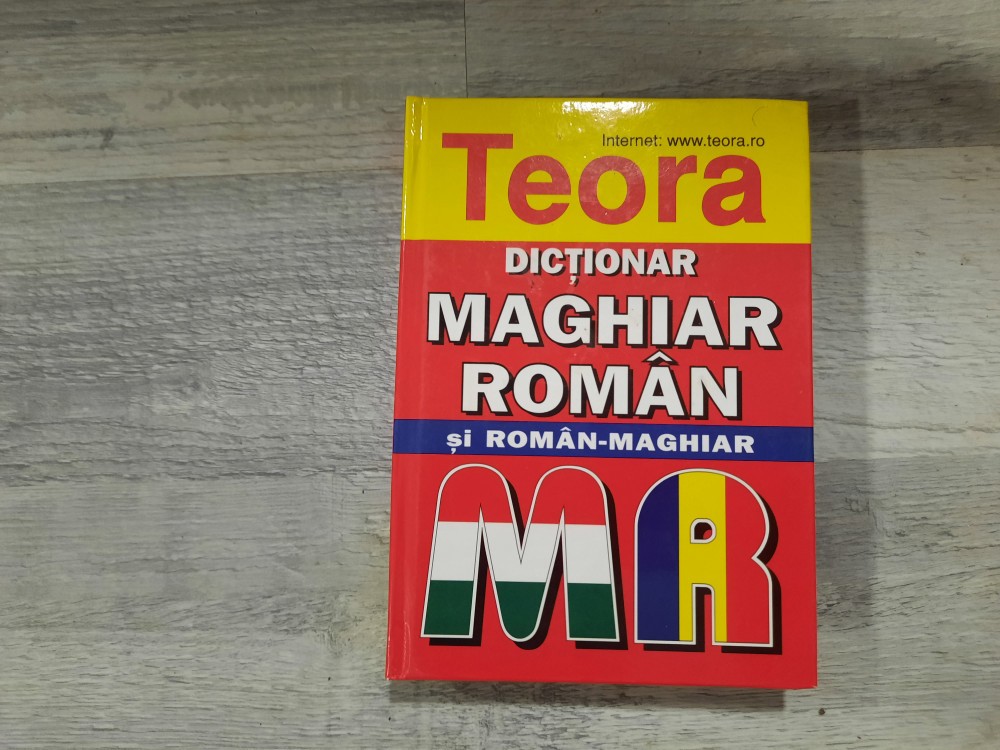 Internet: www.teora.ro
Teora
DICȚIONAR
MAGHIAR
ROMÂN
și ROMÂN-MAGHIAR
MR